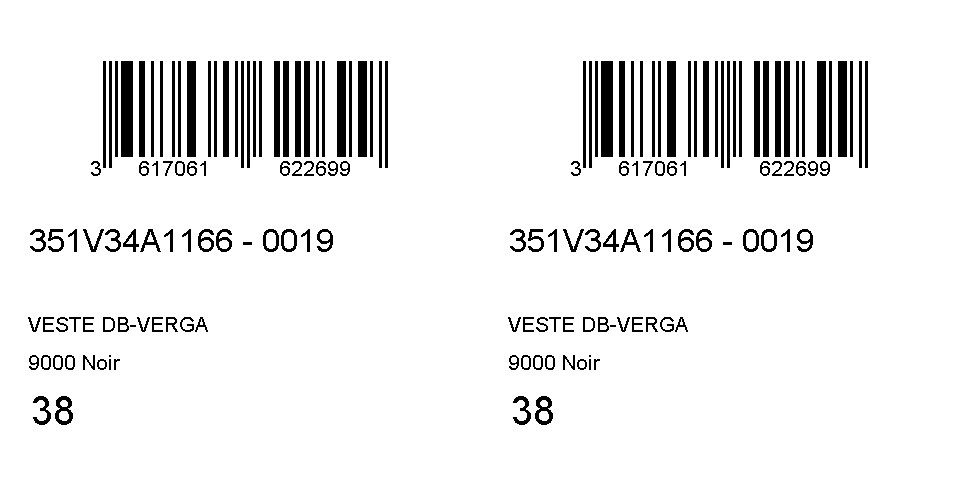 3 617061 622699
351V34A1166 - 0019
VESTE DB-VERGA
9000 Noir
38
3 617061 622699
351V34A1166 - 0019
VESTE DB-VERGA
9000 Noir
38